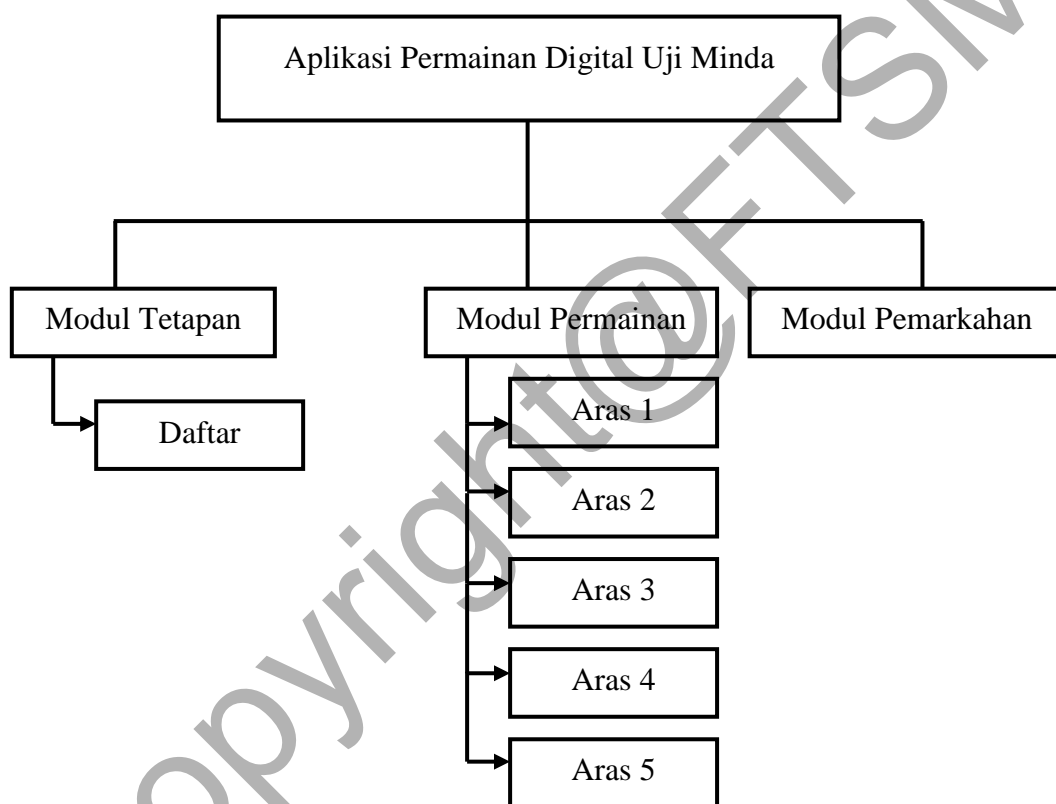 Aplikasi Permainan Digital Uji Minda
Modul Tetapan
Modul Permainan
Modul Pemarkahan
Daftar
Aras 1
Aras 2
Aras 3
Aras 4
Aras 5
opyright@FTSM